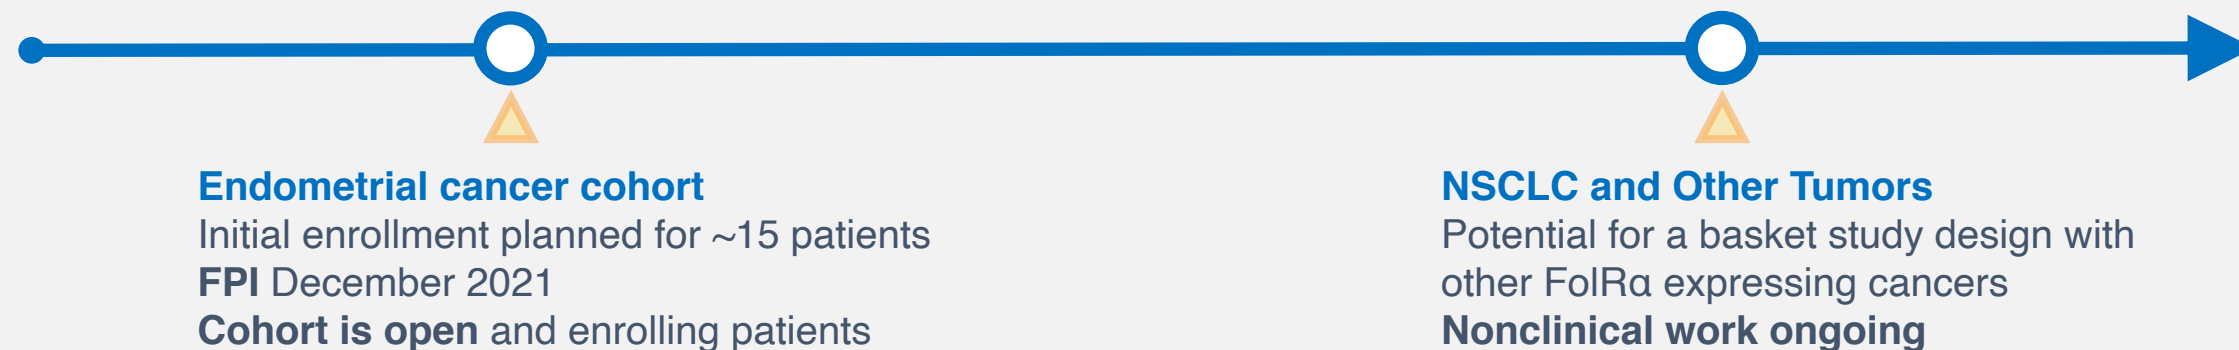 Endometrial cancer cohort
Initial enrollment planned for ~15 patients
FPI December 2021
Cohort is open and enrolling patients
NSCLC and Other Tumors
Potential for a basket study design with
other FolRα expressing cancers
Nonclinical work ongoing